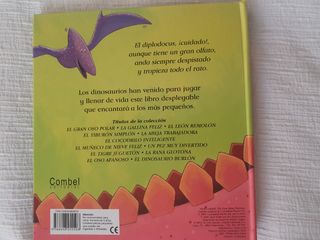 El diplodocus, ¡cuidado!,
aunque tiene un gran olfato,
anda siempre despistado
y tropieza todo el rato.
Los dinosaurios han venido para jugar
y llenar de vida este libro desplegable
que encantará a los más pequeños.
Títulos de la colección
EL GRAN OSO POLAR • LA GALLINA FELIZ • EL LEÓN REMOLÓN
EL TIBURÓN SIMPLÓN • LA ABEJA TRABAJADORA
EL COCODRILO INTELIGENTE
EL MUÑECO DE NIEVE FELIZ • UN PEZ MUY DIVERTIDO
EL TIGRE JUGUETÓN • LA RANA GLOTONA
EL OSO APANOSO • EL DINOSAURIO BURLÓN
Combel
EDITORIAL